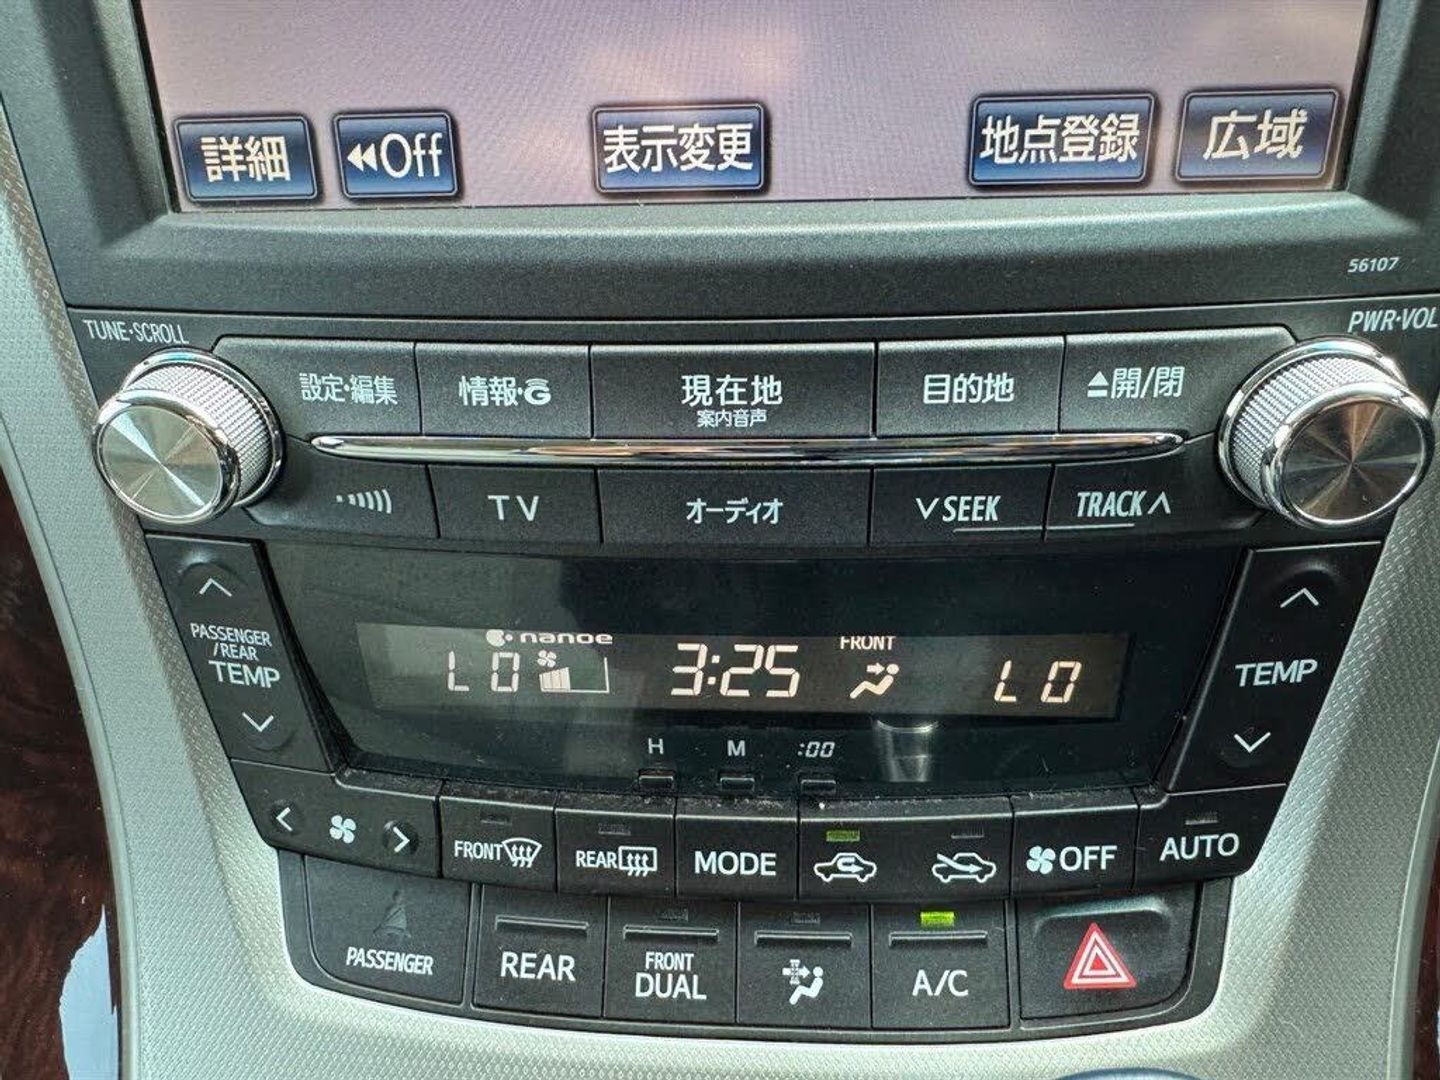 詳細
◀◀Off
表示変更
地点登録
広域
56107
TUNE·SCROLL
PWR·VOL
設定·編集
情報·G
現在地
案内音声
目的地
▲開/閉
TV
オーディオ
∨ SEEK
TRACK ∧
PASSENGER
/REAR
TEMP
nanoe
LO
3:25
FRONT
LO
TEMP
H
M
:00
FRONT
REAR
MODE
OFF
AUTO
PASSENGER
REAR
FRONT
DUAL
A/C